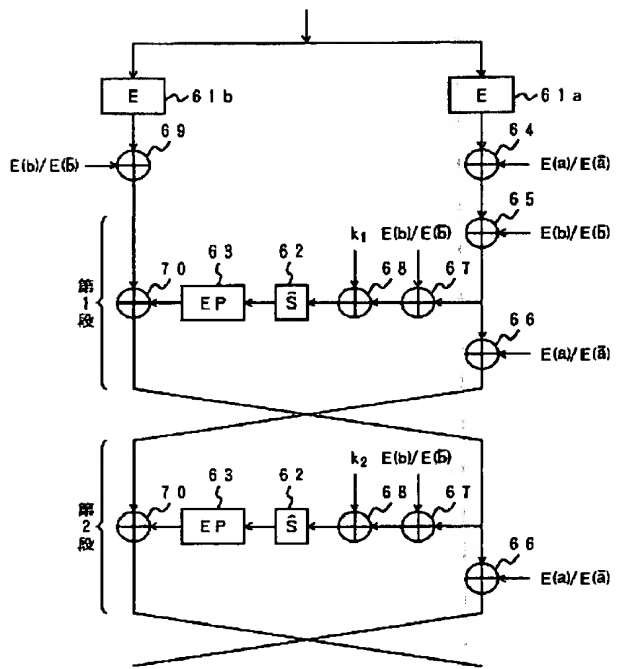 E 61b E 61a
69 64
E(b)/E(b̄) E(a)/E(ā)
65
k₁ E(b)/E(b̄) E(b)/E(b̄)
70 63 62 68 67
第1段 EP Ŝ
66
E(a)/E(ā)
k₂ E(b)/E(b̄)
70 63 62 68 67
第2段 EP Ŝ
66
E(a)/E(ā)